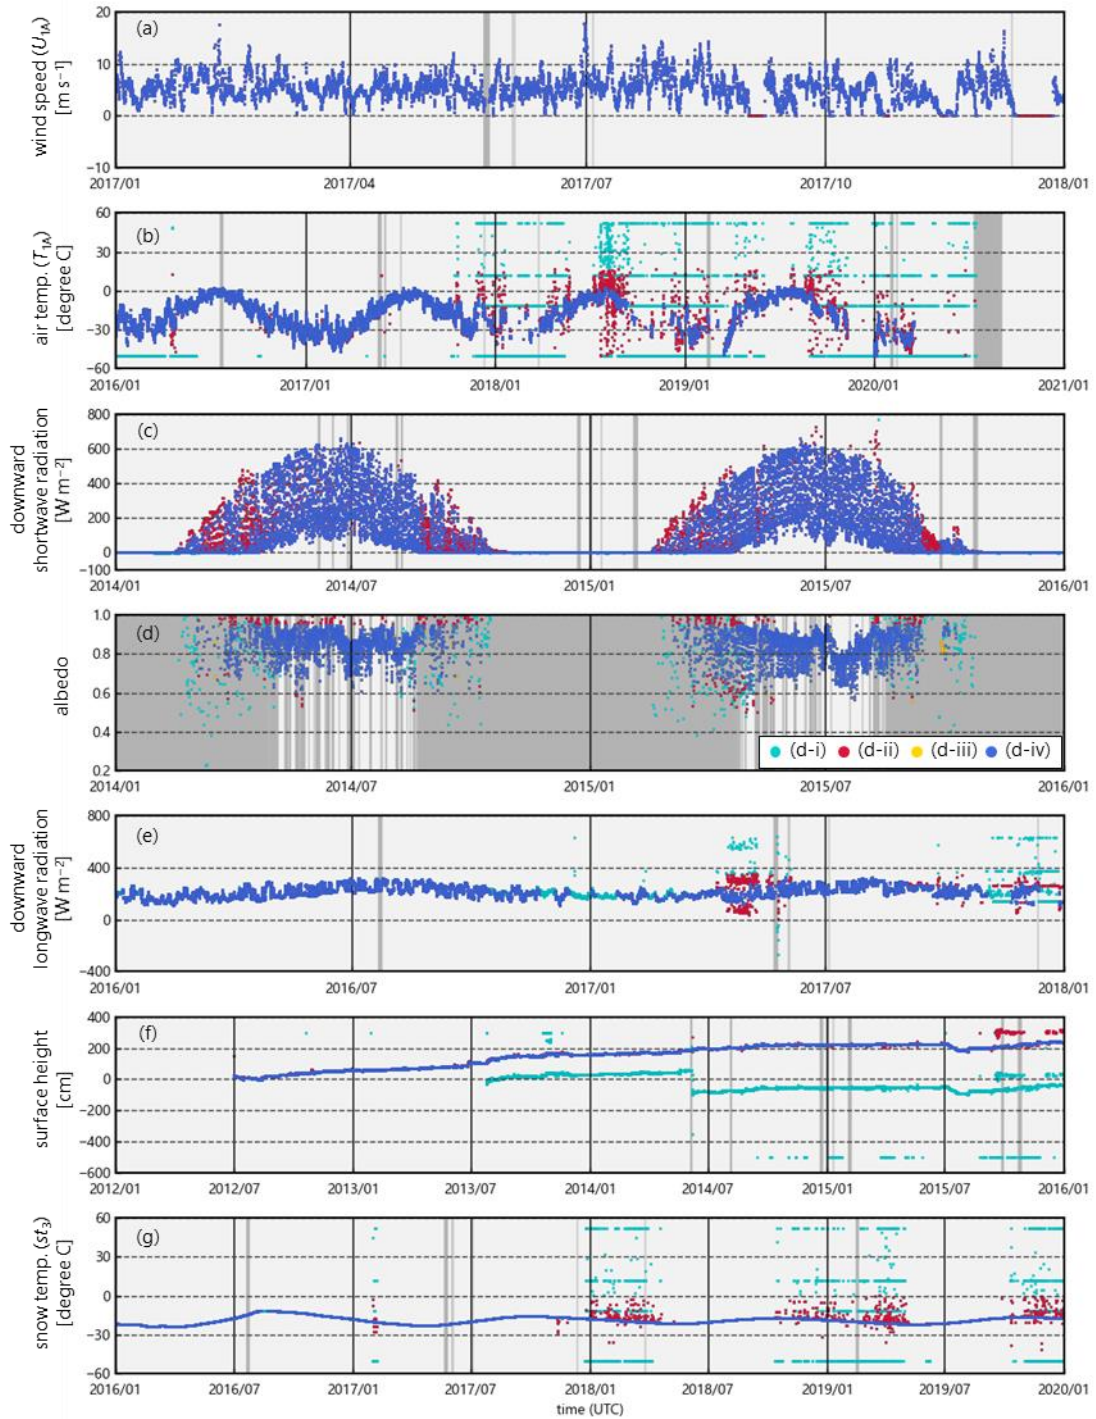 (a)
wind speed (U1A)
[m s⁻¹]
20
10
0
−10
2017/01 2017/04 2017/07 2017/10 2018/01
(b)
air temp. (T1A)
[degree C]
60
30
0
−30
−60
2016/01 2017/01 2018/01 2019/01 2020/01 2021/01
(c)
downward
shortwave radiation
[W m⁻²]
800
600
400
200
0
−100
2014/01 2014/07 2015/01 2015/07 2016/01
(d)
albedo
1.0
0.8
0.6
0.4
0.2
(d-i) (d-ii) (d-iii) (d-iv)
2014/01 2014/07 2015/01 2015/07 2016/01
(e)
downward
longwave radiation
[W m⁻²]
800
400
0
−400
2016/01 2016/07 2017/01 2017/07 2018/01
(f)
surface height
[cm]
400
200
0
−200
−400
−600
2012/01 2012/07 2013/01 2013/07 2014/01 2014/07 2015/01 2015/07 2016/01
(g)
snow temp. (st3)
[degree C]
60
30
0
−30
−60
2016/01 2016/07 2017/01 2017/07 2018/01 2018/07 2019/01 2019/07 2020/01
time (UTC)